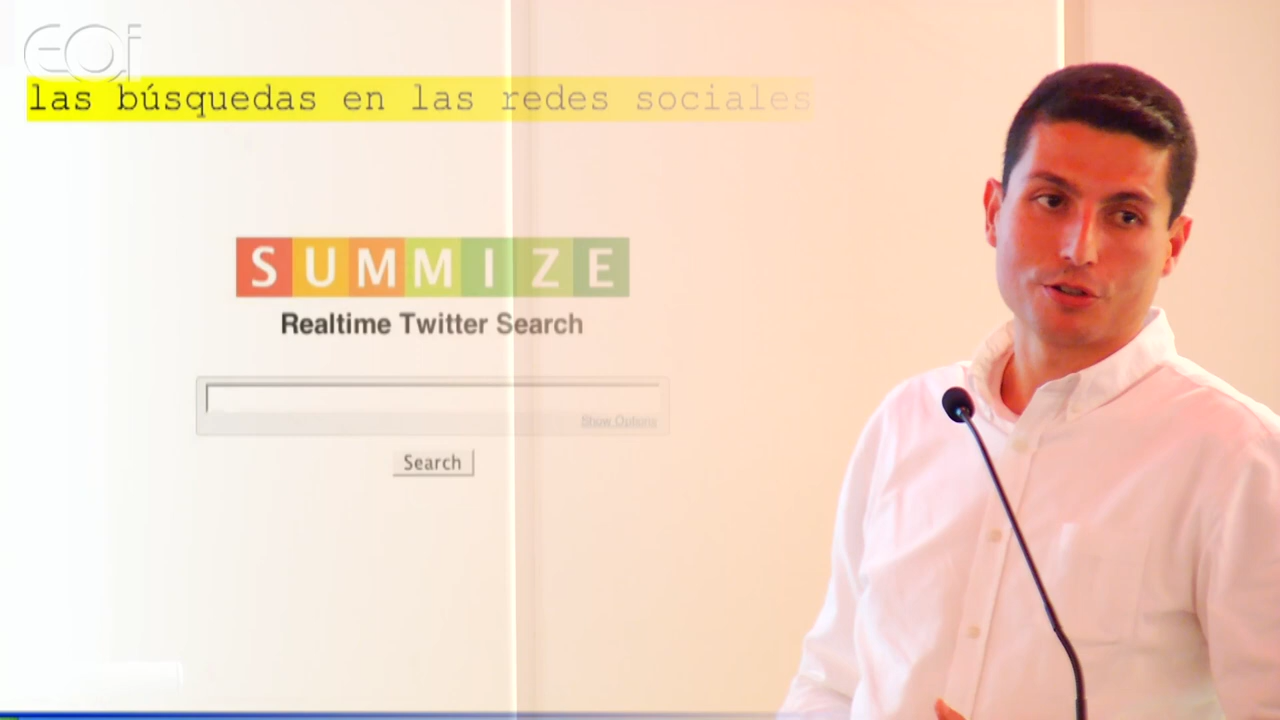 eoi
las búsquedas en las redes sociales
SUMMIZE
Realtime Twitter Search
Show Options
Search